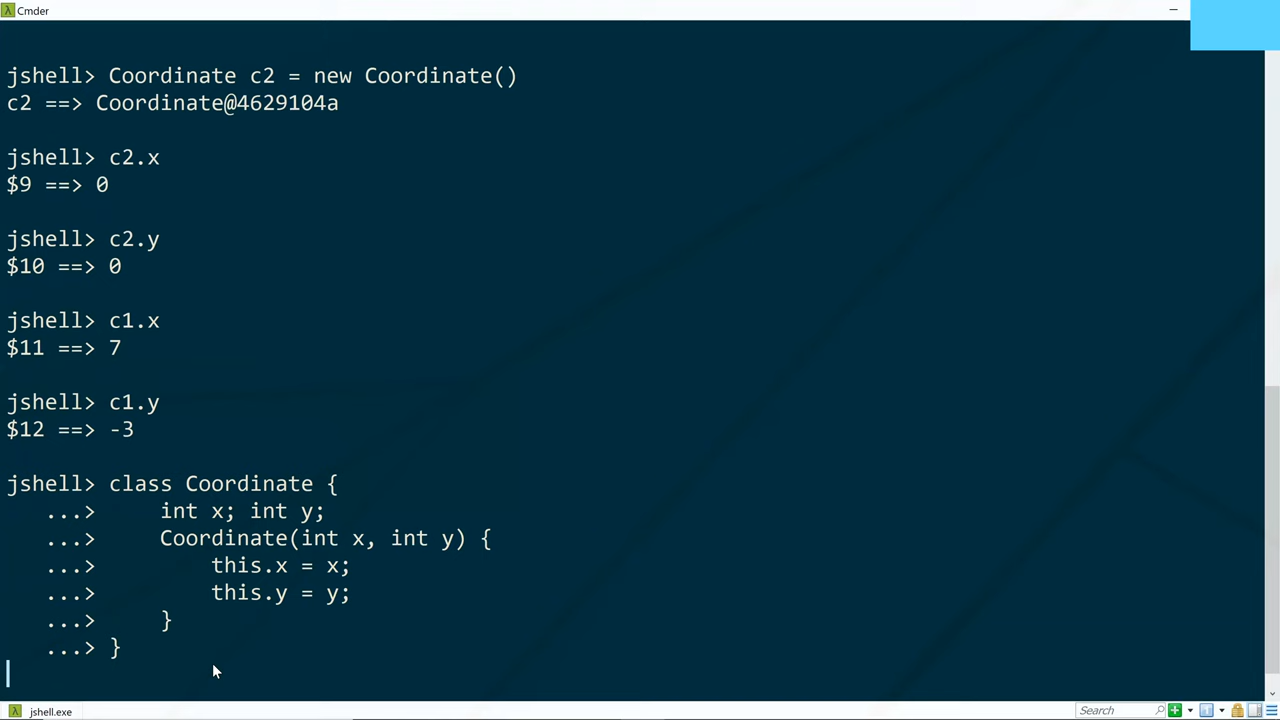 Cmder
jshell> Coordinate c2 = new Coordinate()
c2 ==> Coordinate@4629104a
jshell> c2.x
$9 ==> 0
jshell> c2.y
$10 ==> 0
jshell> c1.x
$11 ==> 7
jshell> c1.y
$12 ==> -3
jshell> class Coordinate {
   ...>     int x; int y;
   ...>     Coordinate(int x, int y) {
   ...>         this.x = x;
   ...>         this.y = y;
   ...>     }
   ...> }
jshell.exe
Search